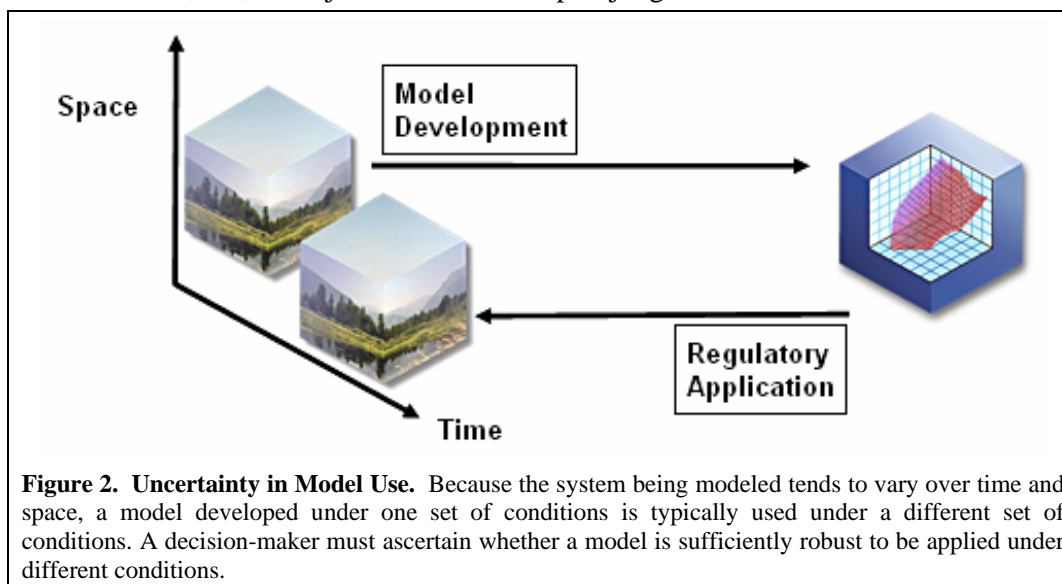 Space
Model
Development
Regulatory
Application
Time
Figure 2. Uncertainty in Model Use. Because the system being modeled tends to vary over time and
space, a model developed under one set of conditions is typically used under a different set of
conditions. A decision-maker must ascertain whether a model is sufficiently robust to be applied under
different conditions.